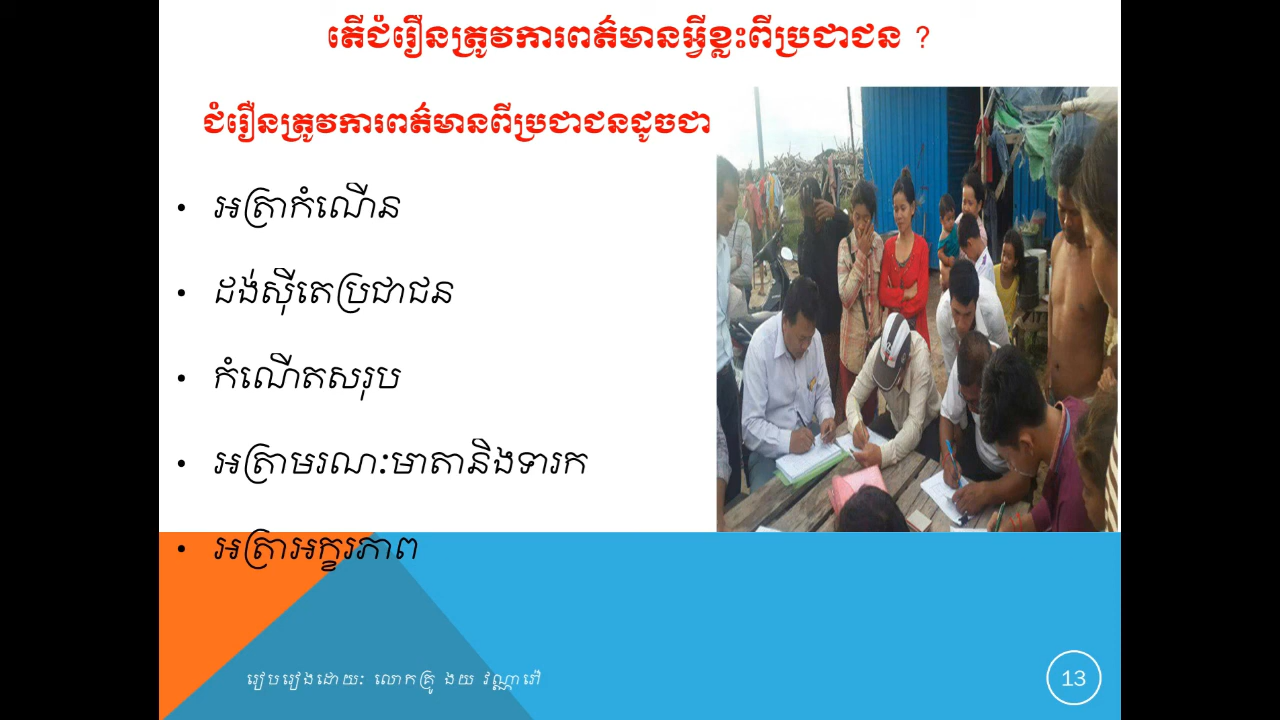 តើជំរឿនត្រូវការពត៌មានអ្វីខ្លះពីប្រជាជន ?
ជំរឿនត្រូវការពត៌មានពីប្រជាជនដូចជា
• អត្រាកំណើន
• ដង់ស៊ីតេប្រជាជន
• កំណើតសរុប
• អត្រាមរណៈមាតានិងទារក
• អត្រាអក្ខរភាព
រៀបរៀងដោយៈ លោកគ្រូ ងយ វណ្ណារ៉ៅ
13